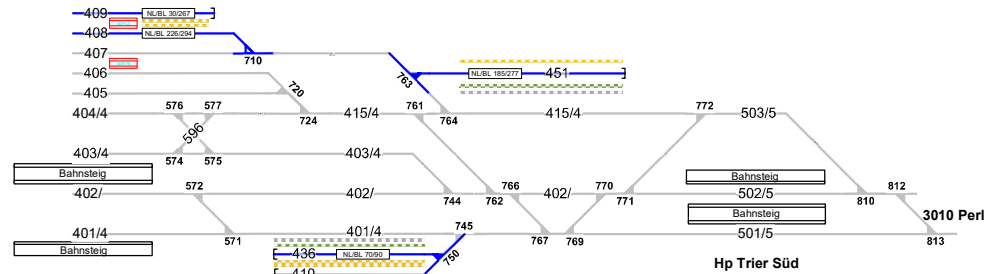 409 NL/BL 30/267
408 NL/BL 226/294
407 710
406 763 NL/BL 185/277 451
405 720
404/4 576 577 724 415/4 761 764 415/4 772 503/5
596
403/4 574 575 403/4
Bahnsteig Bahnsteig
402/ 572 402/ 744 762 766 402/ 770 771 502/5 810 812
Bahnsteig 3010 Perl
401/4 571 401/4 745 767 769 501/5 813
Bahnsteig
436 NL/BL 70/90 750 Hp Trier Süd
410